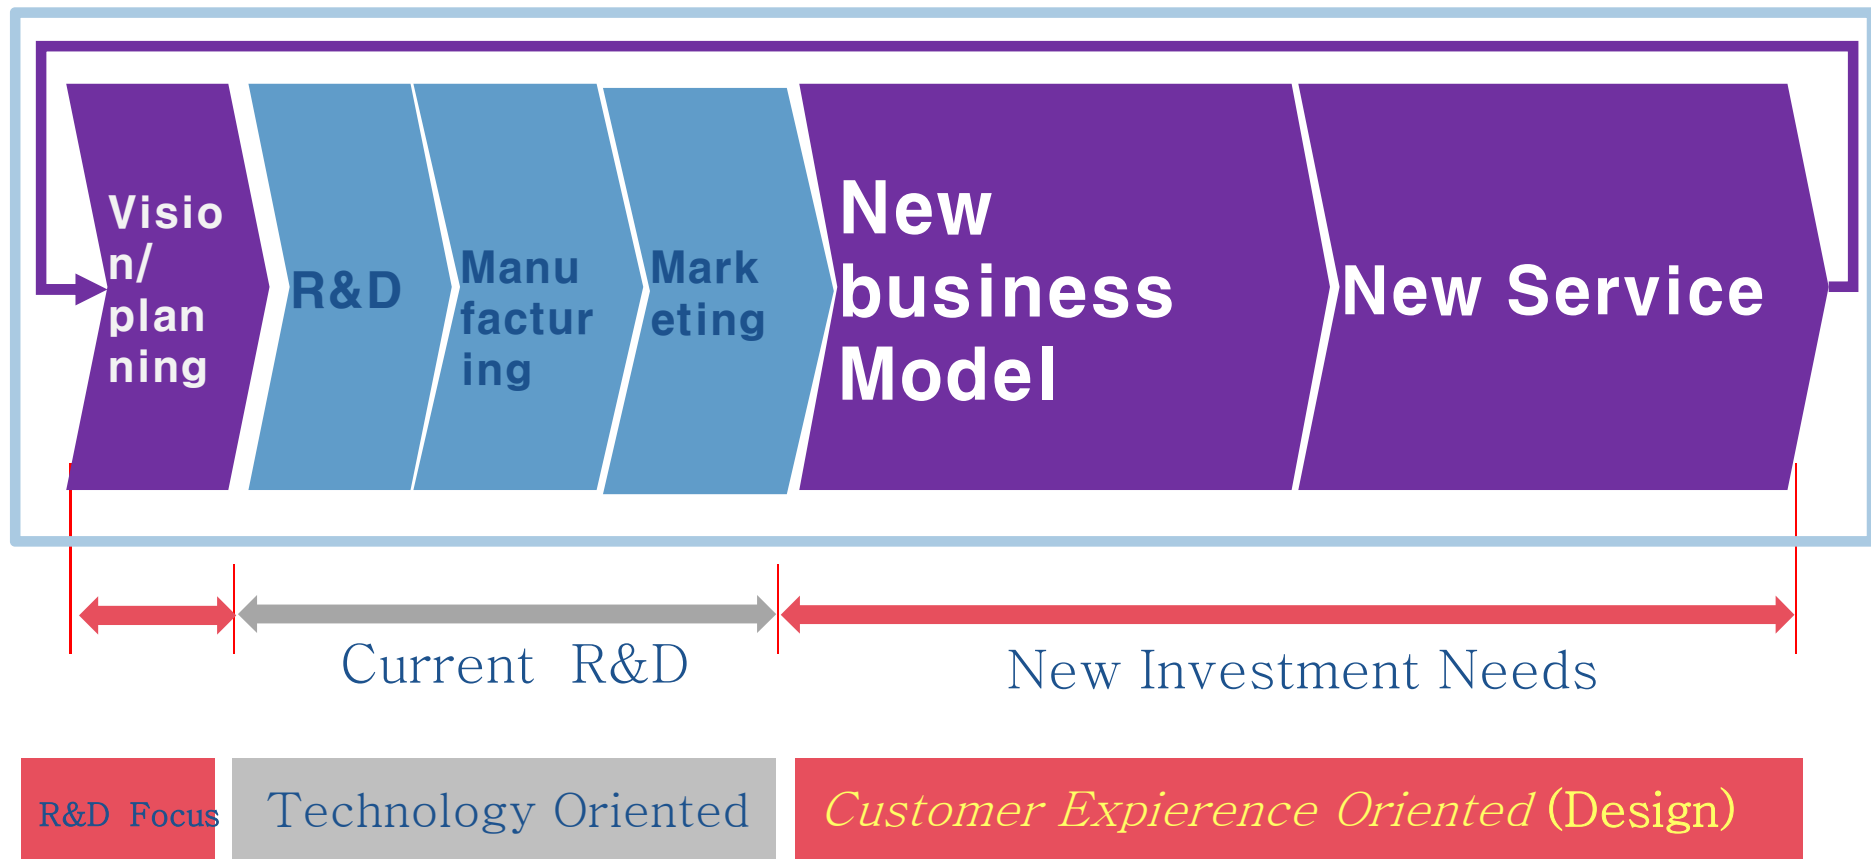 Visio
n/
plan
ning
R&D
Manu
factur
ing
Mark
eting
New
business
Model
New Service
Current R&D
New Investment Needs
R&D Focus
Technology Oriented
Customer Expierence Oriented (Design)